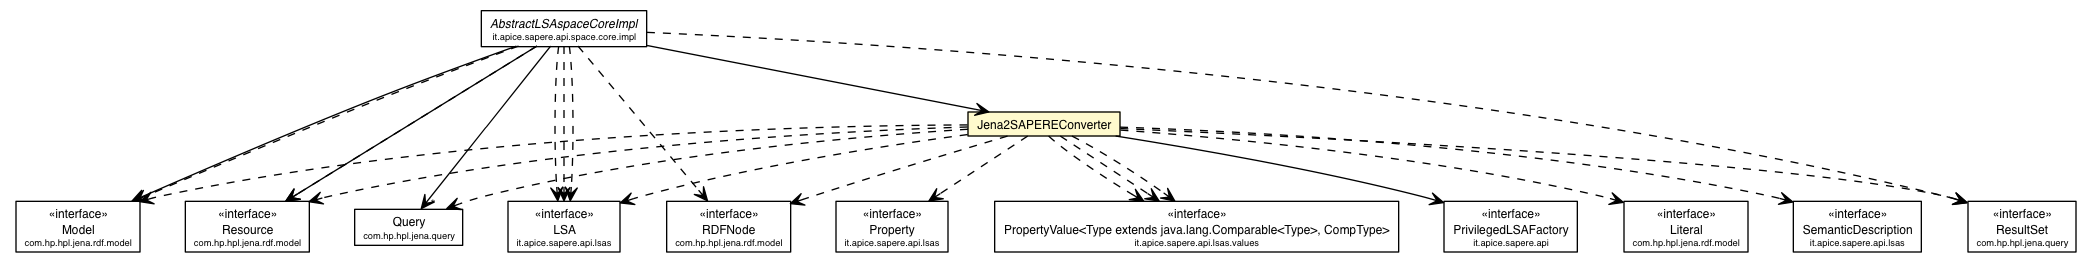 AbstractLSAspaceCoreImpl
it.apice.sapere.api.space.core.impl
Jena2SAPEREConverter
«interface»
Model
com.hp.hpl.jena.rdf.model
«interface»
Resource
com.hp.hpl.jena.rdf.model
Query
com.hp.hpl.jena.query
«interface»
LSA
it.apice.sapere.api.lsas
«interface»
RDFNode
com.hp.hpl.jena.rdf.model
«interface»
Property
it.apice.sapere.api.lsas
«interface»
PropertyValue<Type extends java.lang.Comparable<Type>, CompType>
it.apice.sapere.api.lsas.values
«interface»
PrivilegedLSAFactory
it.apice.sapere.api
«interface»
Literal
com.hp.hpl.jena.rdf.model
«interface»
SemanticDescription
it.apice.sapere.api.lsas
«interface»
ResultSet
com.hp.hpl.jena.query